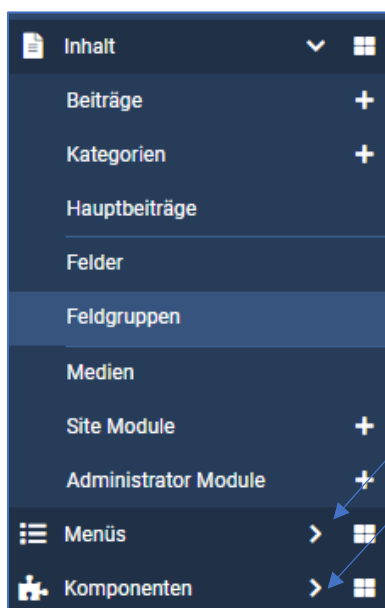 Inhalt
Beiträge
Kategorien
Hauptbeiträge
Felder
Feldgruppen
Medien
Site Module
Administrator Module
Menüs
Komponenten